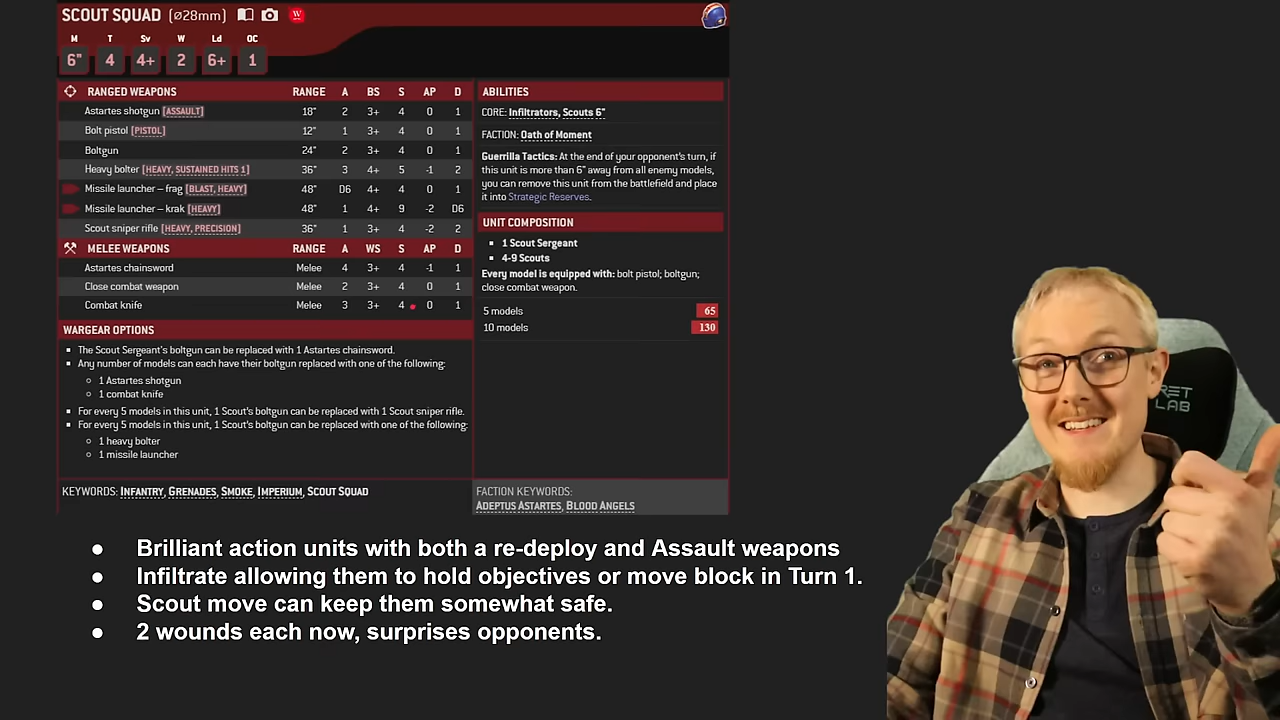 SCOUT SQUAD (⌀28mm)
M T Sv W Ld OC
6" 4 4+ 2 6+ 1
RANGED WEAPONS RANGE A BS S AP D
Astartes shotgun [ASSAULT] 18" 2 3+ 4 0 1
Bolt pistol [PISTOL] 12" 1 3+ 4 0 1
Boltgun 24" 2 3+ 4 0 1
Heavy bolter [HEAVY, SUSTAINED HITS 1] 36" 3 4+ 5 -1 2
Missile launcher – frag [BLAST, HEAVY] 48" D6 4+ 4 0 1
Missile launcher – krak [HEAVY] 48" 1 4+ 9 -2 D6
Scout sniper rifle [HEAVY, PRECISION] 36" 1 3+ 4 -2 2
MELEE WEAPONS RANGE A WS S AP D
Astartes chainsword Melee 4 3+ 4 -1 1
Close combat weapon Melee 2 3+ 4 0 1
Combat knife Melee 3 3+ 4 0 1
WARGEAR OPTIONS
▪ The Scout Sergeant's boltgun can be replaced with 1 Astartes chainsword.
▪ Any number of models can each have their boltgun replaced with one of the following:
○ 1 Astartes shotgun
○ 1 combat knife
▪ For every 5 models in this unit, 1 Scout's boltgun can be replaced with 1 Scout sniper rifle.
▪ For every 5 models in this unit, 1 Scout's boltgun can be replaced with one of the following:
○ 1 heavy bolter
○ 1 missile launcher
KEYWORDS: INFANTRY, GRENADES, SMOKE, IMPERIUM, SCOUT SQUAD
ABILITIES
CORE: Infiltrators, Scouts 6"
FACTION: Oath of Moment
Guerrilla Tactics: At the end of your opponent's turn, if
this unit is more than 6" away from all enemy models,
you can remove this unit from the battlefield and place
it into Strategic Reserves.
UNIT COMPOSITION
▪ 1 Scout Sergeant
▪ 4-9 Scouts
Every model is equipped with: bolt pistol; boltgun;
close combat weapon.
5 models 65
10 models 130
FACTION KEYWORDS:
ADEPTUS ASTARTES, BLOOD ANGELS
● Brilliant action units with both a re-deploy and Assault weapons
● Infiltrate allowing them to hold objectives or move block in Turn 1.
● Scout move can keep them somewhat safe.
● 2 wounds each now, surprises opponents.
LAB